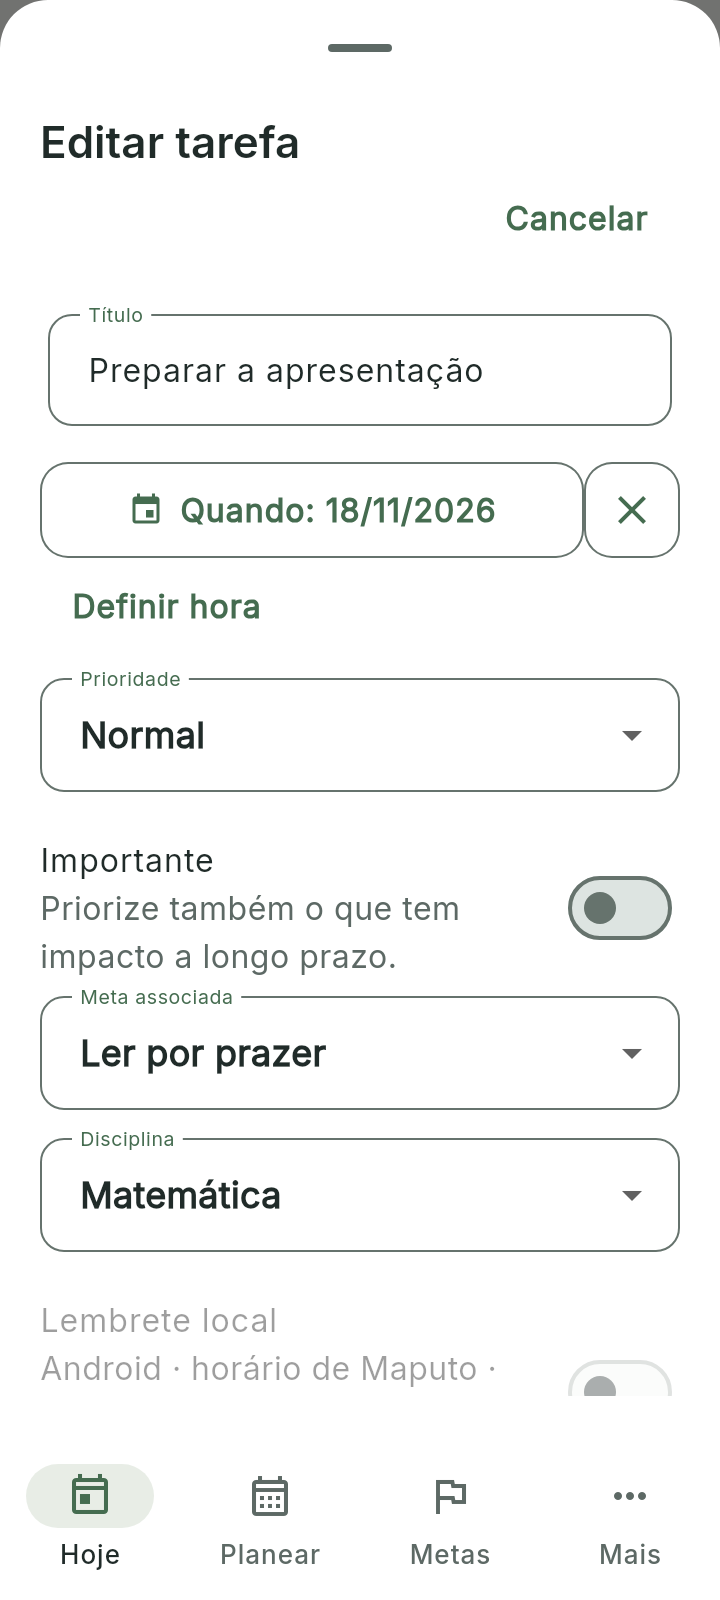 Editar tarefa
Cancelar
Título
Preparar a apresentação
Quando: 18/11/2026
Definir hora
Prioridade
Normal
Importante
Priorize também o que tem
impacto a longo prazo.
Meta associada
Ler por prazer
Disciplina
Matemática
Lembrete local
Android · horário de Maputo ·
Hoje
Planear
Metas
Mais